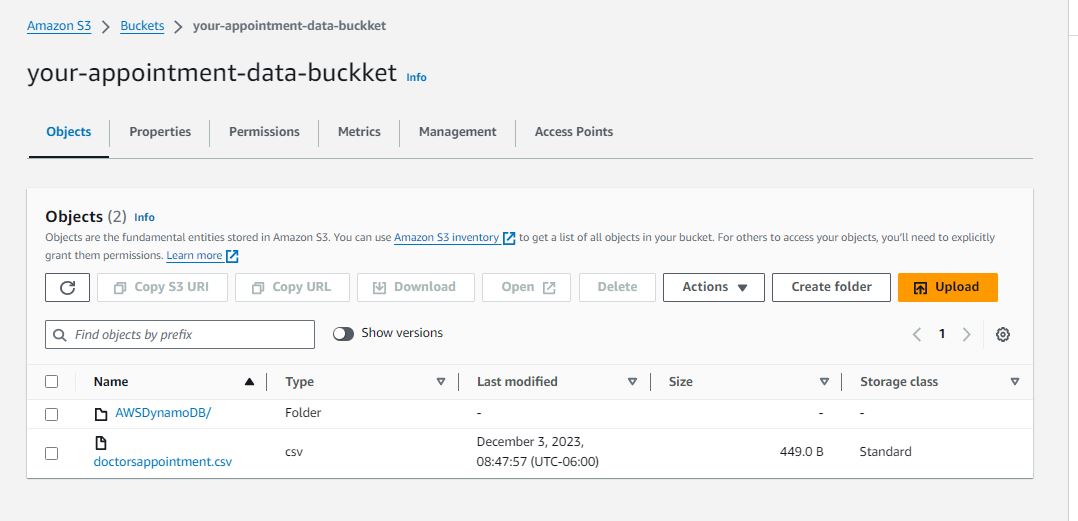 Amazon S3 > Buckets > your-appointment-data-buckket
your-appointment-data-buckket Info
Objects Properties Permissions Metrics Management Access Points
Objects (2) Info
Objects are the fundamental entities stored in Amazon S3. You can use Amazon S3 inventory to get a list of all objects in your bucket. For others to access your objects, you'll need to explicitly
grant them permissions. Learn more
Copy S3 URI Copy URL Download Open Delete Actions Create folder Upload
Find objects by prefix Show versions 1
Name Type Last modified Size Storage class
AWSDynamoDB/ Folder - - -
doctorsappointment.csv csv December 3, 2023, 449.0 B Standard
08:47:57 (UTC-06:00)